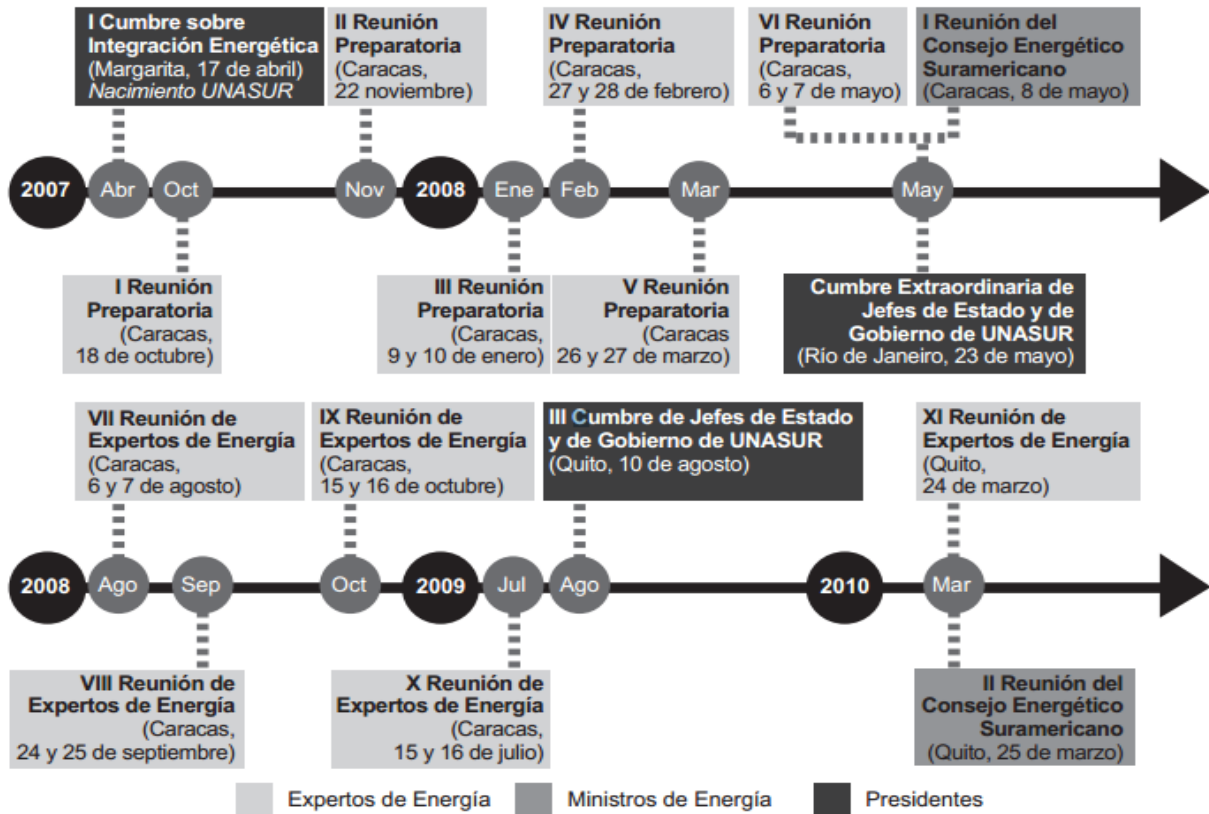 I Cumbre sobre
Integración Energética
(Margarita, 17 de abril)
Nacimiento UNASUR
II Reunión
Preparatoria
(Caracas,
22 noviembre)
IV Reunión
Preparatoria
(Caracas,
27 y 28 de febrero)
VI Reunión
Preparatoria
(Caracas,
6 y 7 de mayo)
I Reunión del
Consejo Energético
Suramericano
(Caracas, 8 de mayo)
2007
Abr
Oct
Nov
2008
Ene
Feb
Mar
May
I Reunión
Preparatoria
(Caracas,
18 de octubre)
III Reunión
Preparatoria
(Caracas,
9 y 10 de enero)
V Reunión
Preparatoria
(Caracas
26 y 27 de marzo)
Cumbre Extraordinaria de
Jefes de Estado y de
Gobierno de UNASUR
(Río de Janeiro, 23 de mayo)
VII Reunión de
Expertos de Energía
(Caracas,
6 y 7 de agosto)
IX Reunión de
Expertos de Energía
(Caracas,
15 y 16 de octubre)
III Cumbre de Jefes de Estado
y de Gobierno de UNASUR
(Quito, 10 de agosto)
XI Reunión de
Expertos de Energía
(Quito,
24 de marzo)
2008
Ago
Sep
Oct
2009
Jul
Ago
2010
Mar
VIII Reunión de
Expertos de Energía
(Caracas,
24 y 25 de septiembre)
X Reunión de
Expertos de Energía
(Caracas,
15 y 16 de julio)
II Reunión del
Consejo Energético
Suramericano
(Quito, 25 de marzo)
Expertos de Energía
Ministros de Energía
Presidentes